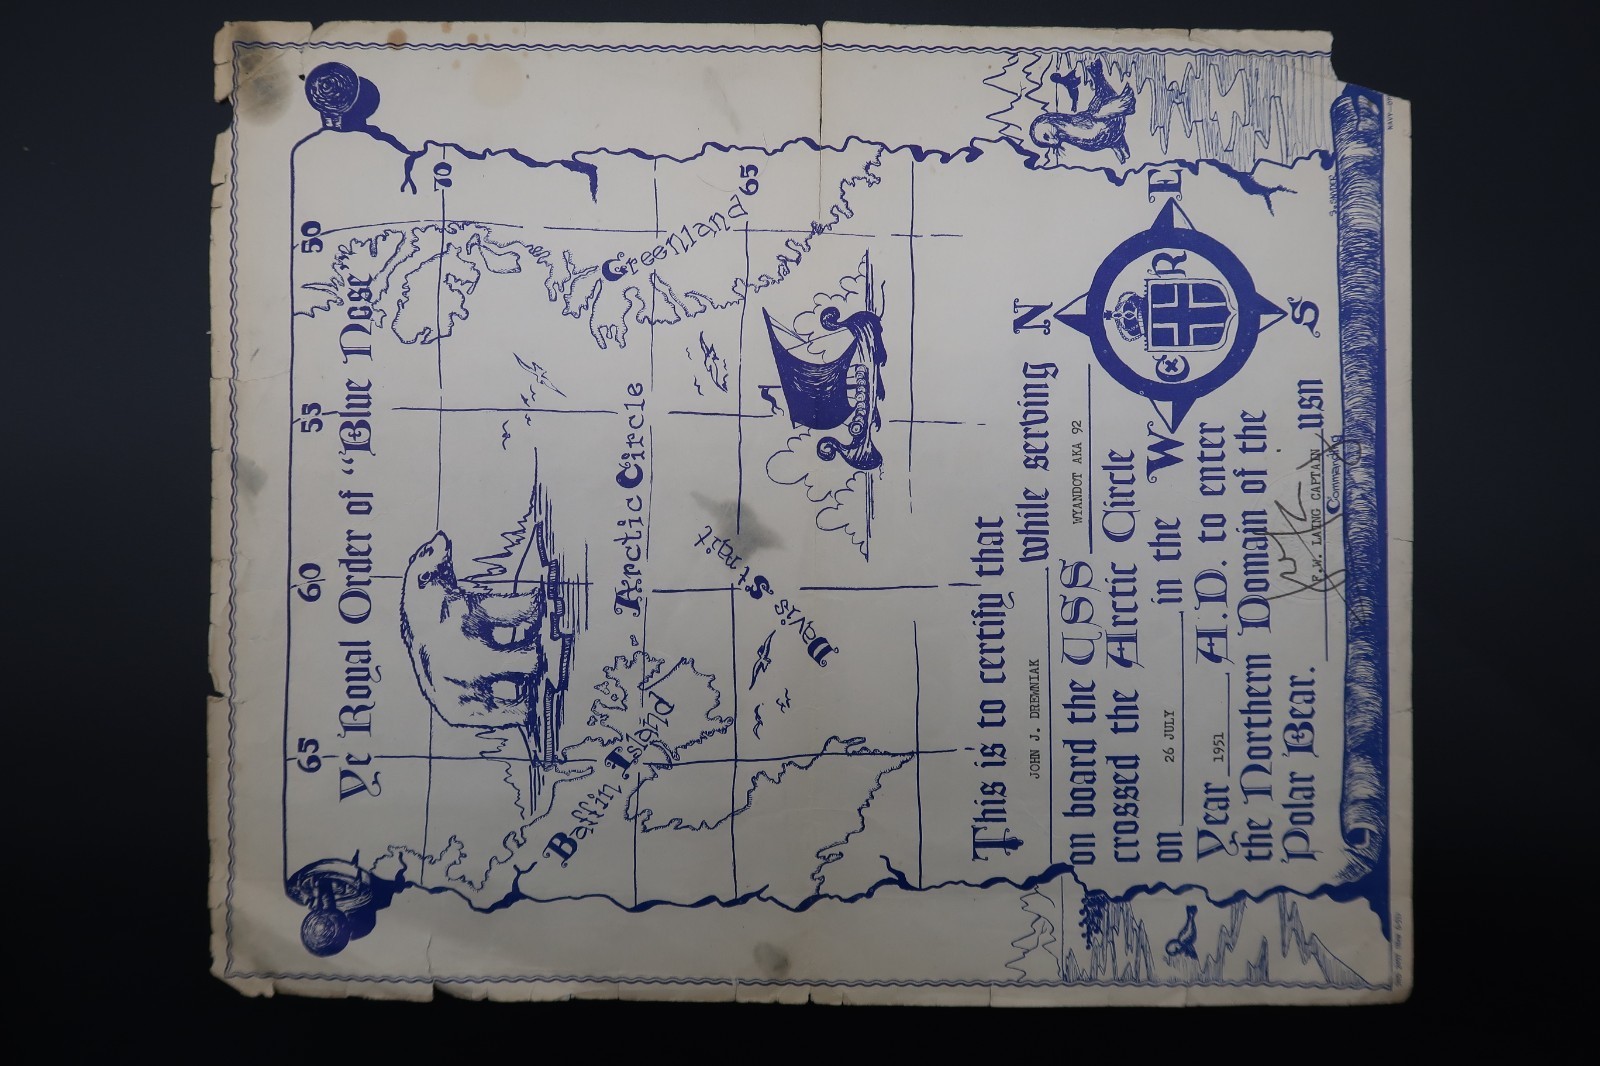 Ye Royal Order of "Blue Nose"
65 60 55 50
70
Baffin Island
Arctic Circle
Greenland
65
Davis Strait
This is to certify that
JOHN J. DREWNIAK while serving
on board the USS WYANDOT AKA 92
crossed the Arctic Circle
on 26 JULY in the
Year 1951 A.D. to enter
the Northern Domain of the
Polar Bear.
N
W E
S
R
P.W. LAING CAPTAIN USN
Commanding